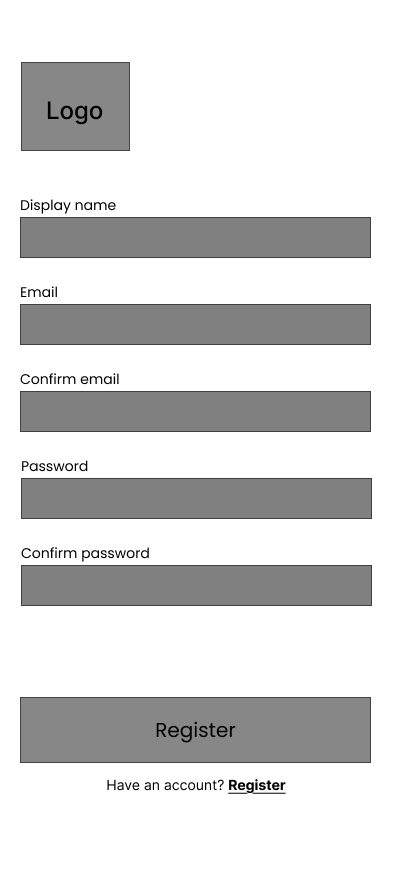 Logo
Display name
Email
Confirm email
Password
Confirm password
Register
Have an account? Register